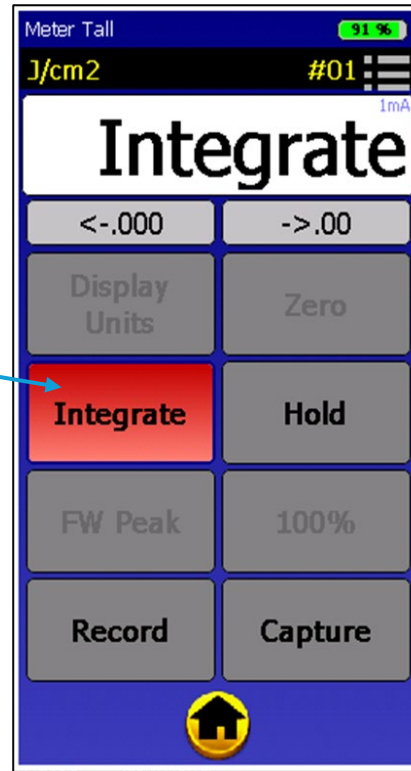 Meter Tall 91 %
J/cm2 #01
1mA
Integrate
<-.000 ->.00
Display
Units
Zero
Integrate Hold
FW Peak 100%
Record Capture